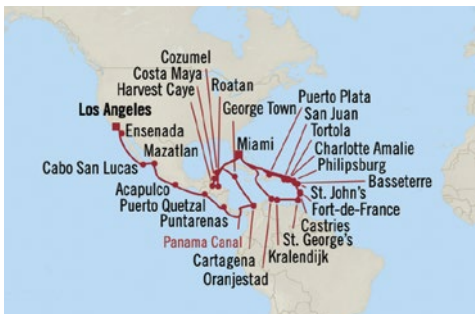 Cozumel
Costa Maya
Harvest Caye
Roatan
Los Angeles
George Town
Puerto Plata
San Juan
Ensenada
Miami
Tortola
Mazatlan
Charlotte Amalie
Philipsburg
Cabo San Lucas
Basseterre
Acapulco
St. John's
Puerto Quetzal
Fort-de-France
Puntarenas
Castries
Panama Canal
St. George's
Cartagena
Kralendijk
Oranjestad